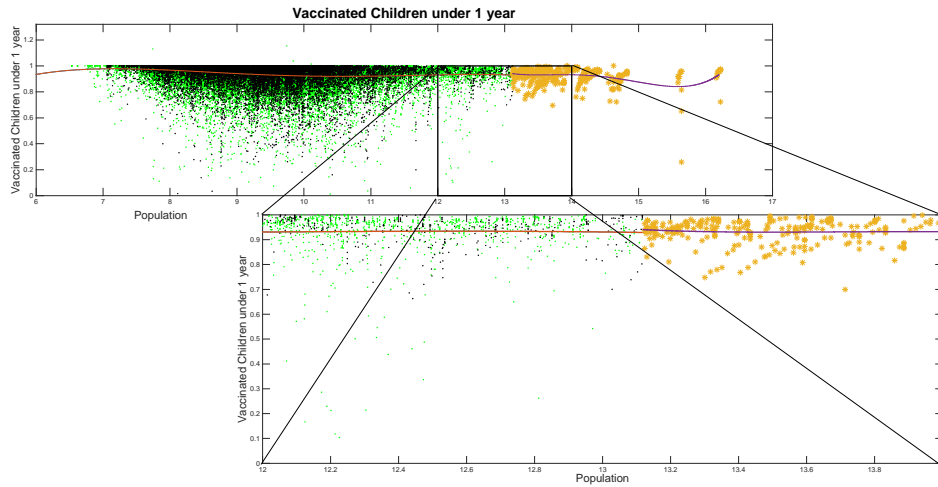 Vaccinated Children under 1 year
Vaccinated Children under 1 year
1.2
1
0.8
0.6
0.4
0.2
0
6 7 8 9 10 11 12 13 14 15 16 17
Population
Vaccinated Children under 1 year
1
0.9
0.8
0.7
0.6
0.5
0.4
0.3
0.2
0.1
0
12 12.2 12.4 12.6 12.8 13 13.2 13.4 13.6 13.8
Population